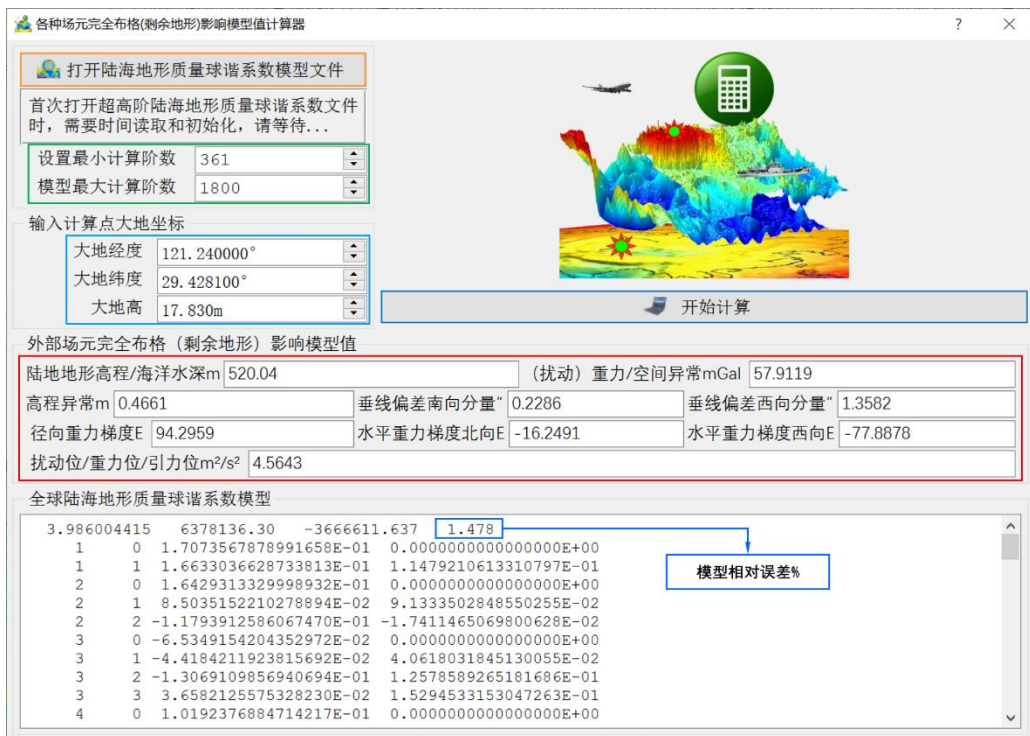 各种场元完全布格(剩余地形)影响模型值计算器
打开陆海地形质量球谐系数模型文件
首次打开超高阶陆海地形质量球谐系数文件
时，需要时间读取和初始化，请等待...
设置最小计算阶数 361
模型最大计算阶数 1800
输入计算点大地坐标
大地经度 121.240000°
大地纬度 29.428100°
大地高 17.830m
开始计算
外部场元完全布格（剩余地形）影响模型值
陆地地形高程/海洋水深m 520.04 （扰动）重力/空间异常mGal 57.9119
高程异常m 0.4661 垂线偏差南向分量" 0.2286 垂线偏差西向分量" 1.3582
径向重力梯度E 94.2959 水平重力梯度北向E -16.2491 水平重力梯度西向E -77.8878
扰动位/重力位/引力位m²/s² 4.5643
全球陆海地形质量球谐系数模型
3.986004415 6378136.30 -3666611.637 1.478
1 0 1.7073567878991658E-01 0.0000000000000000E+00
1 1 1.6633036628733813E-01 1.1479210613310797E-01
模型相对误差%
2 0 1.6429313329998932E-01 0.0000000000000000E+00
2 1 8.5035152210278894E-02 9.1333502848550255E-02
2 2 -1.1793912586067470E-01 -1.7411465069800628E-02
3 0 -6.5349154204352972E-02 0.0000000000000000E+00
3 1 -4.4184211923815692E-02 4.0618031845130055E-02
3 2 -1.3069109856940694E-01 1.2578589265181686E-01
3 3 3.6582125575328230E-02 1.5294533153047263E-01
4 0 1.0192376884714217E-01 0.0000000000000000E+00